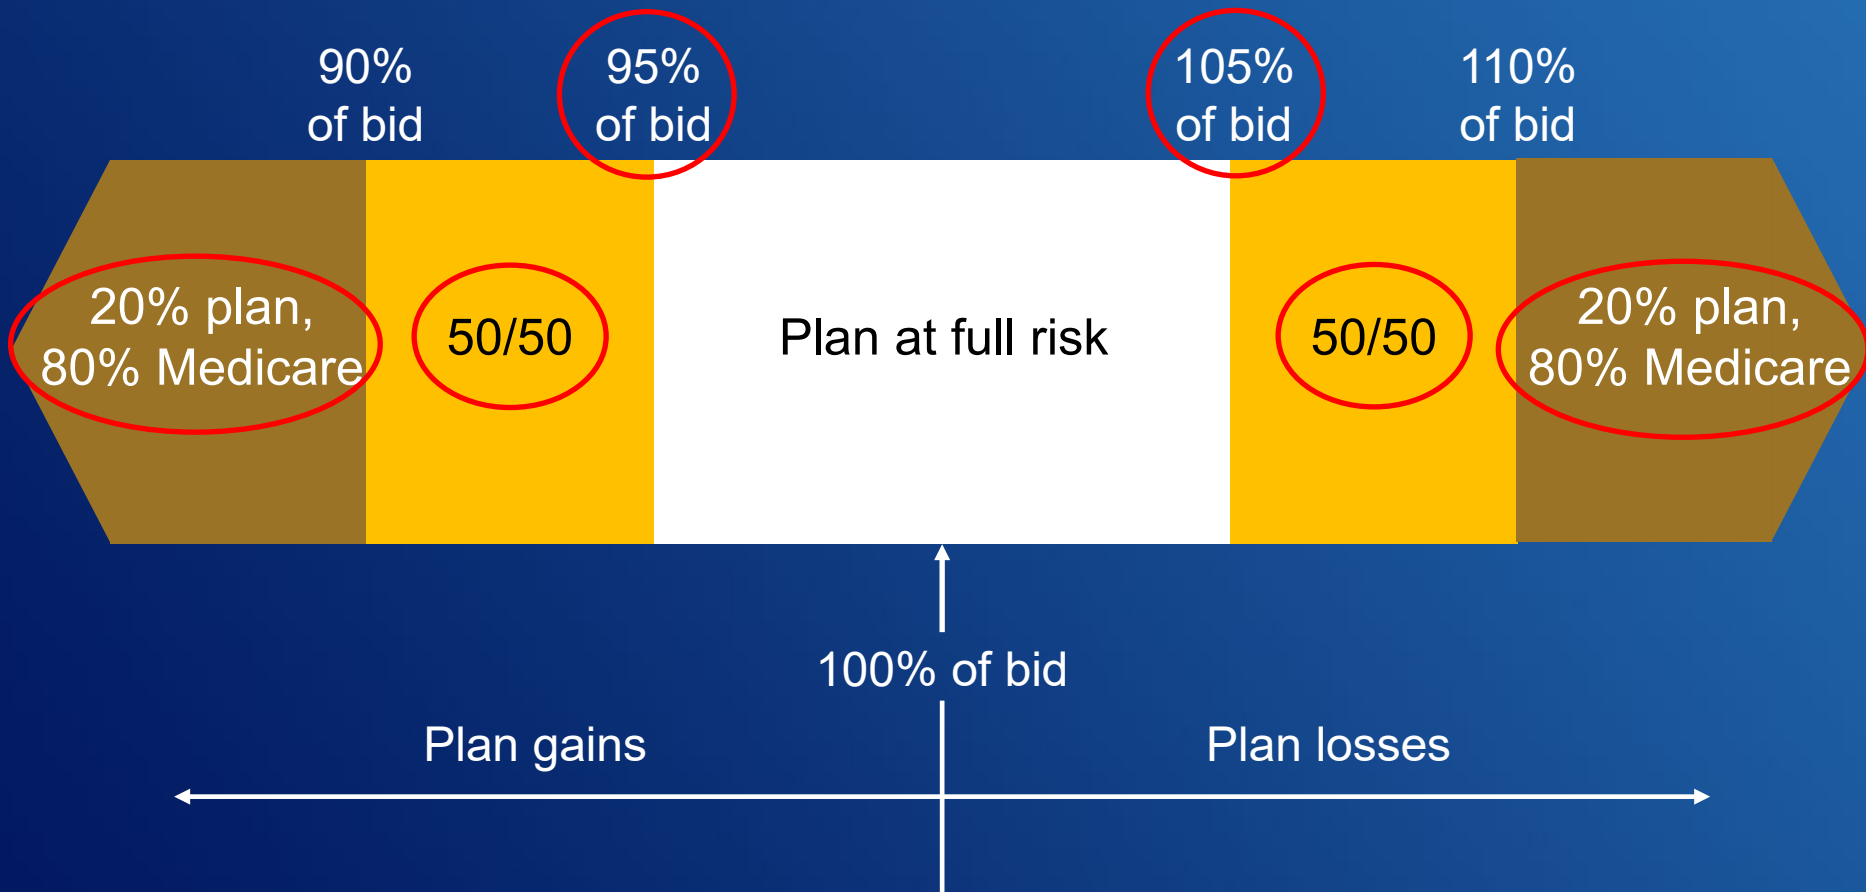 90%
of bid
95%
of bid
105%
of bid
110%
of bid
20% plan,
80% Medicare
50/50
Plan at full risk
50/50
20% plan,
80% Medicare
100% of bid
Plan gains
Plan losses